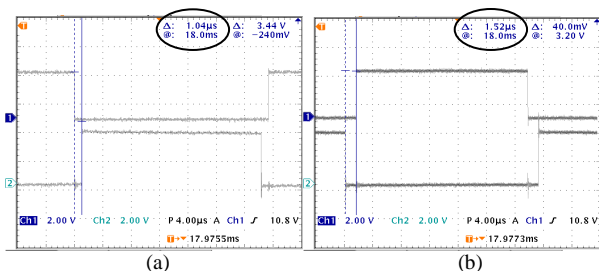 T
Δ: 1.04µs Δ: 3.44 V
@: 18.0ms @: −240mV
1
2
Ch1 2.00 V Ch2 2.00 V P 4.00µs A Ch1 ʃ 10.8 V
T→▾ 17.9755ms
(a)
T
Δ: 1.52µs Δ: 40.0mV
@: 18.0ms @: 3.20 V
1
2
Ch1 2.00 V Ch2 2.00 V P 4.00µs A Ch1 ʃ 10.8 V
T→▾ 17.9773ms
(b)